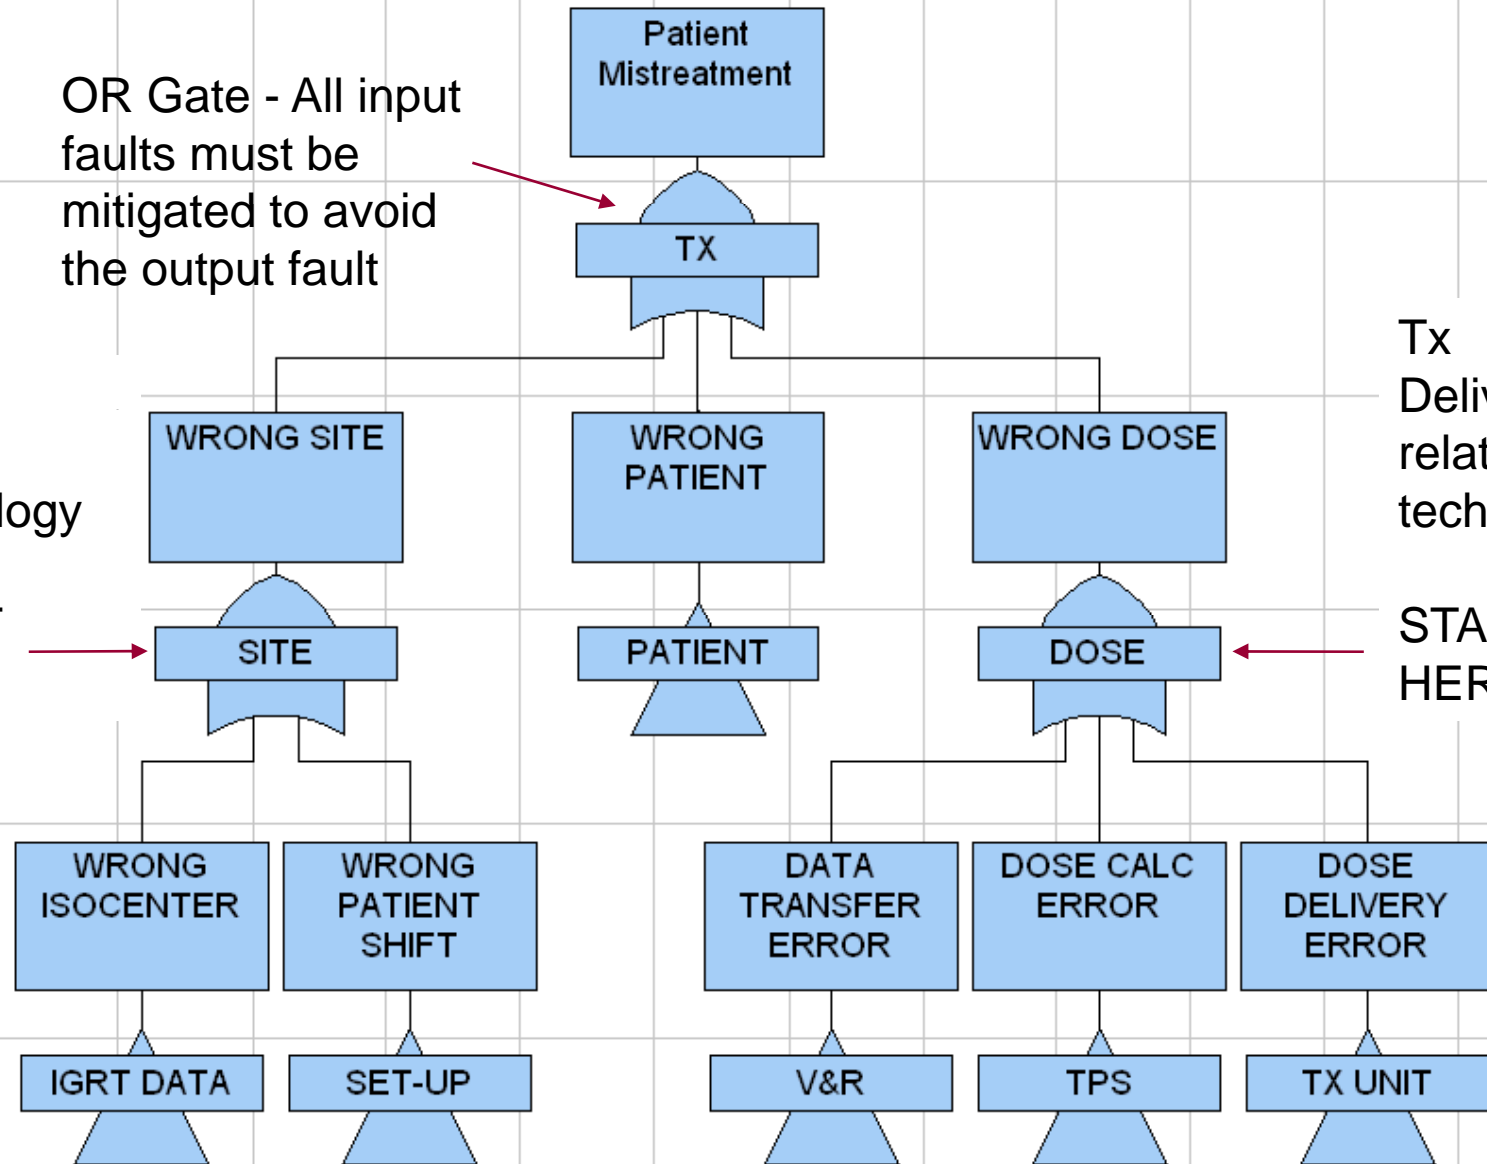 Patient
Mistreatment
OR Gate - All input
faults must be
mitigated to avoid
the output fault
TX
Tx
WRONG SITE
WRONG
PATIENT
WRONG DOSE
SITE
PATIENT
DOSE
WRONG
ISOCENTER
WRONG
PATIENT
SHIFT
DATA
TRANSFER
ERROR
DOSE CALC
ERROR
DOSE
DELIVERY
ERROR
IGRT DATA
SET-UP
V&R
TPS
TX UNIT